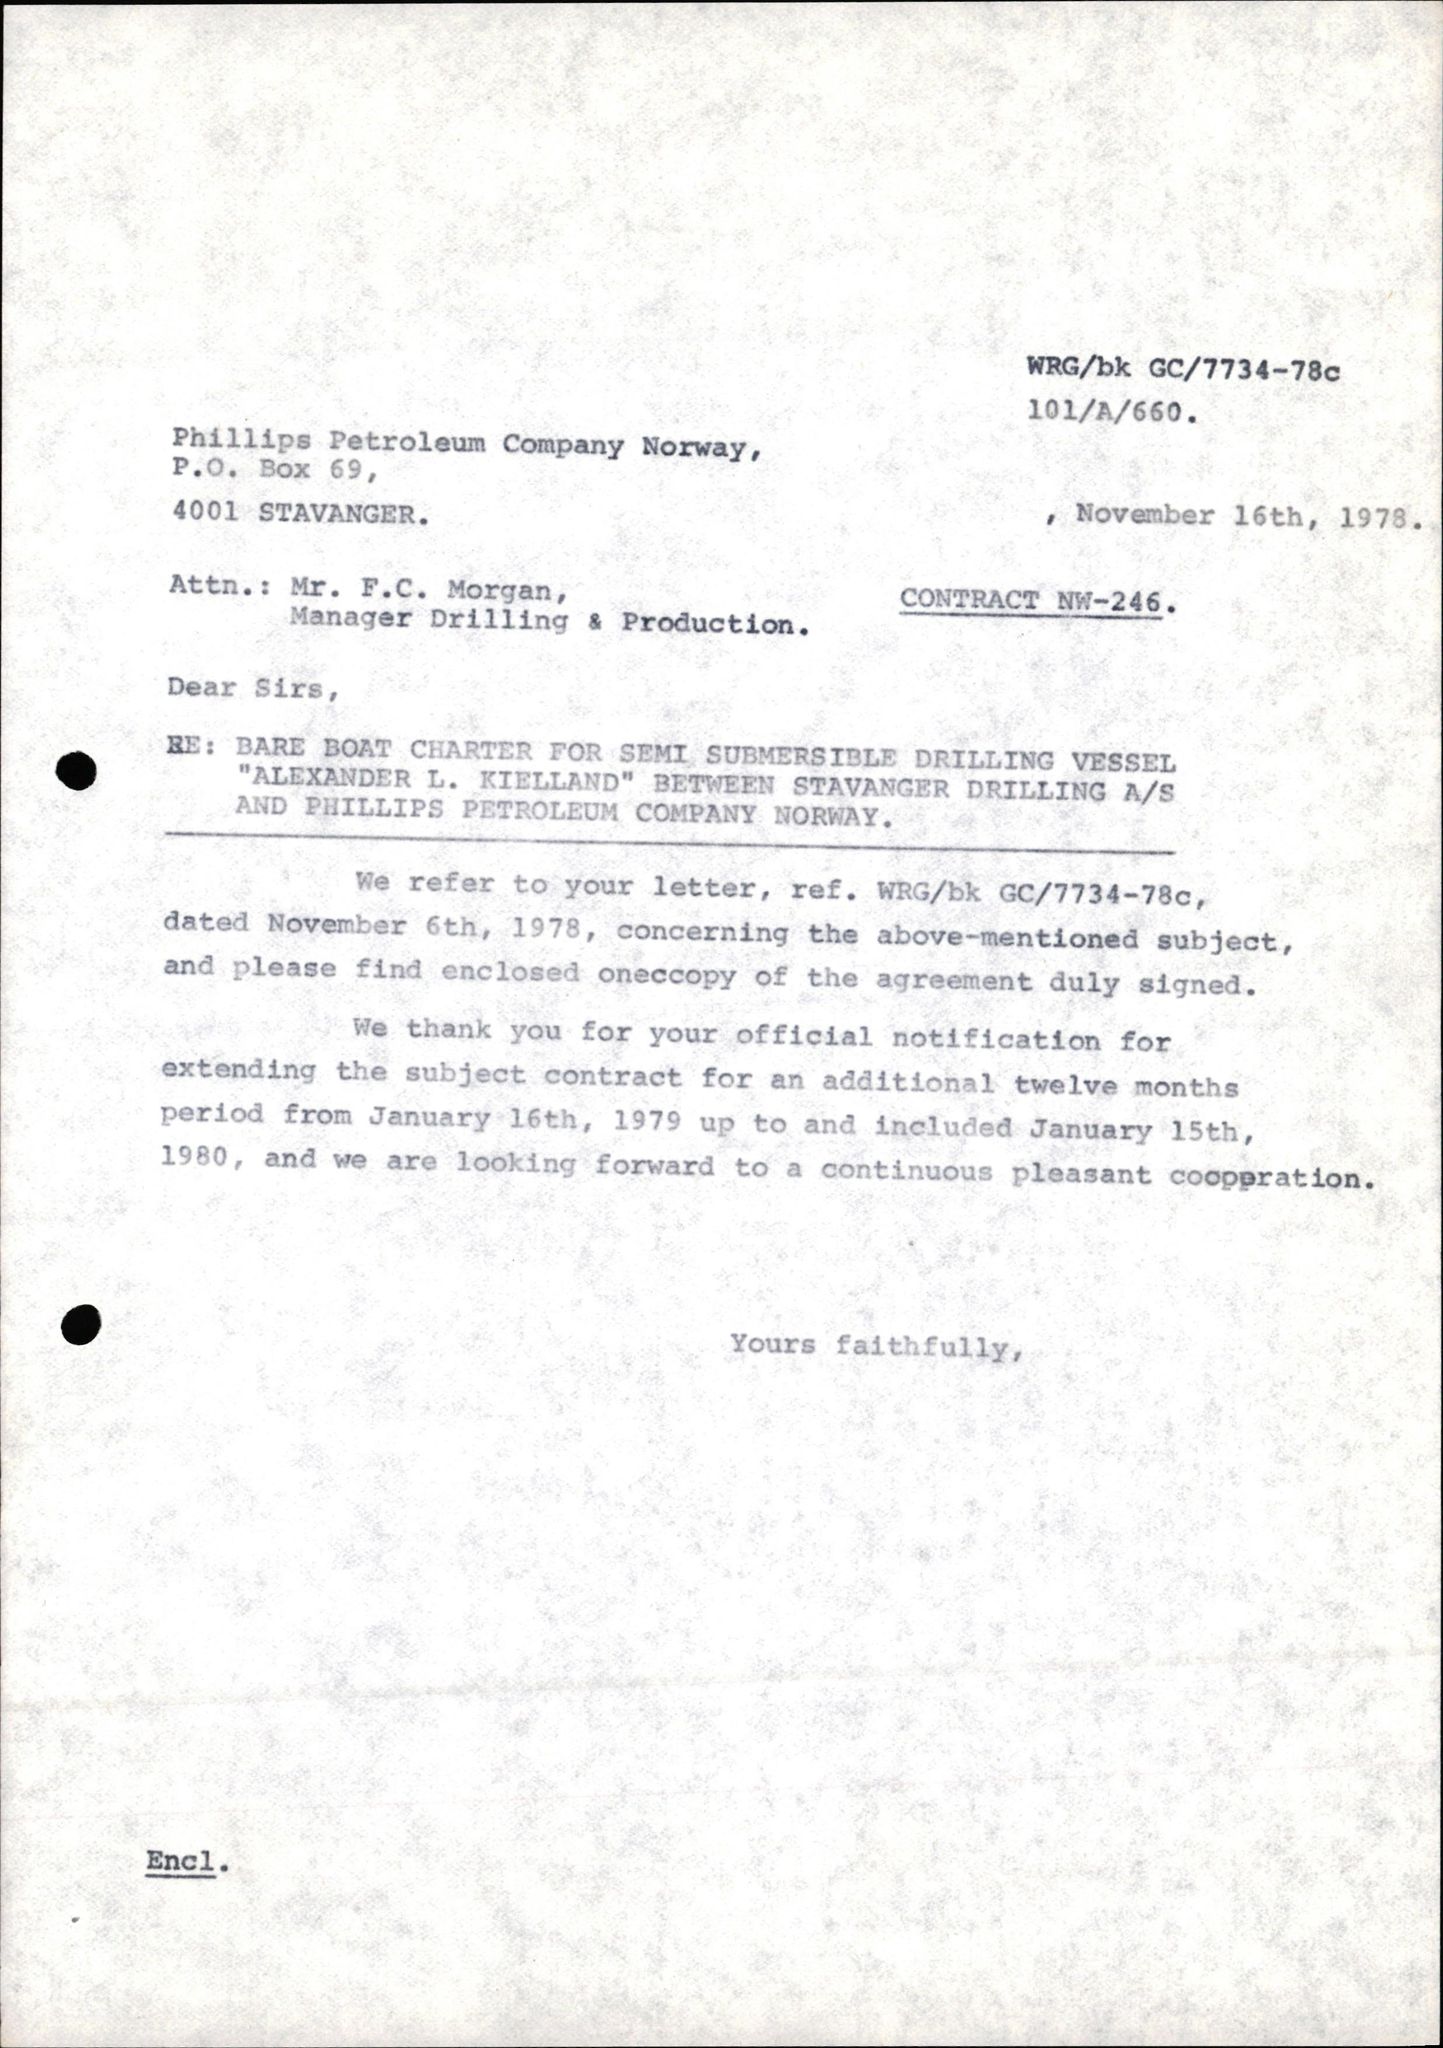 WRG/bk GC/7734-78c
101/A/660.
Phillips Petroleum Company Norway,
P.O. Box 69,
4001 STAVANGER.
, November 16th, 1978.
Attn.: Mr. F.C. Morgan,
Manager Drilling & Production.
CONTRACT NW-246.
Dear Sirs,
RE: BARE BOAT CHARTER FOR SEMI SUBMERSIBLE DRILLING VESSEL
"ALEXANDER L. KIELLAND" BETWEEN STAVANGER DRILLING A/S
AND PHILLIPS PETROLEUM COMPANY NORWAY.
We refer to your letter, ref. WRG/bk GC/7734-78c,
dated November 6th, 1978, concerning the above-mentioned subject,
and please find enclosed oneccopy of the agreement duly signed.
We thank you for your official notification for
extending the subject contract for an additional twelve months
period from January 16th, 1979 up to and included January 15th,
1980, and we are looking forward to a continuous pleasant cooperation.
Yours faithfully,
Encl.